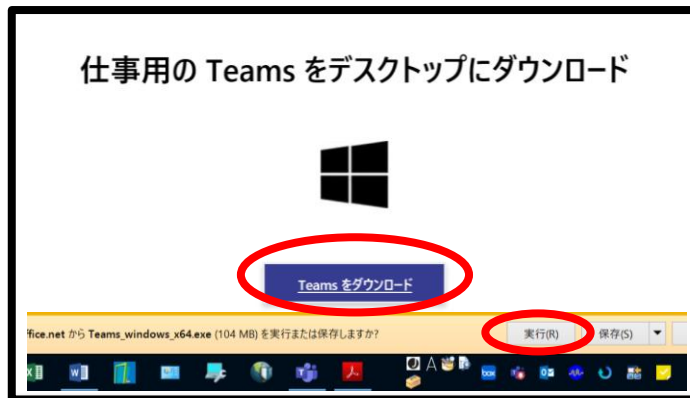 仕事用の Teams をデスクトップにダウンロード
Teams をダウンロード
ffice.net から Teams_windows_x64.exe (104 MB) を実行または保存しますか?
実行(R)
保存(S)
A
box